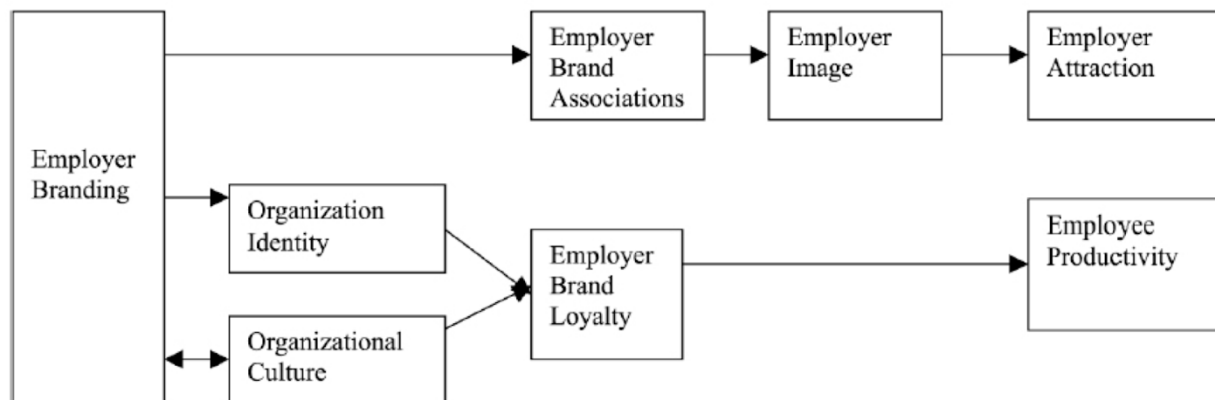 Employer
Brand
Associations
Employer
Image
Employer
Attraction
Employer
Branding
Organization
Identity
Employer
Brand
Loyalty
Employee
Productivity
Organizational
Culture